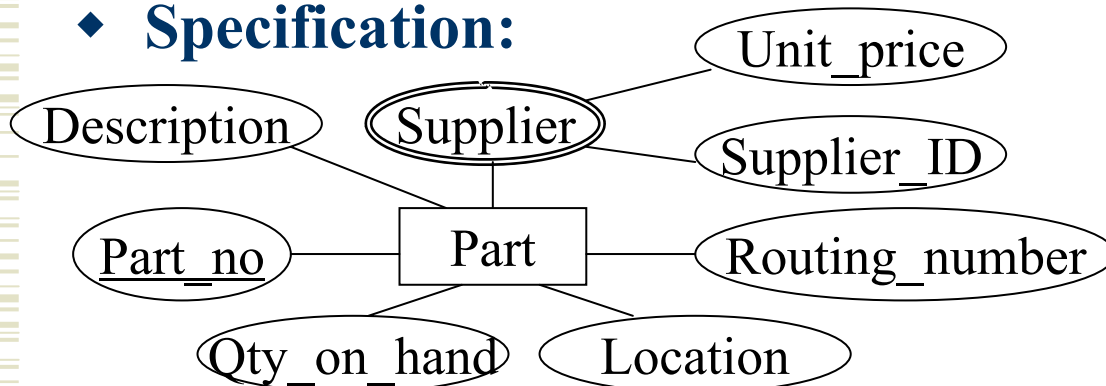 Specification:
Unit_price
Description
Supplier
Supplier_ID
Part_no
Part
Routing_number
Qty_on_hand
Location